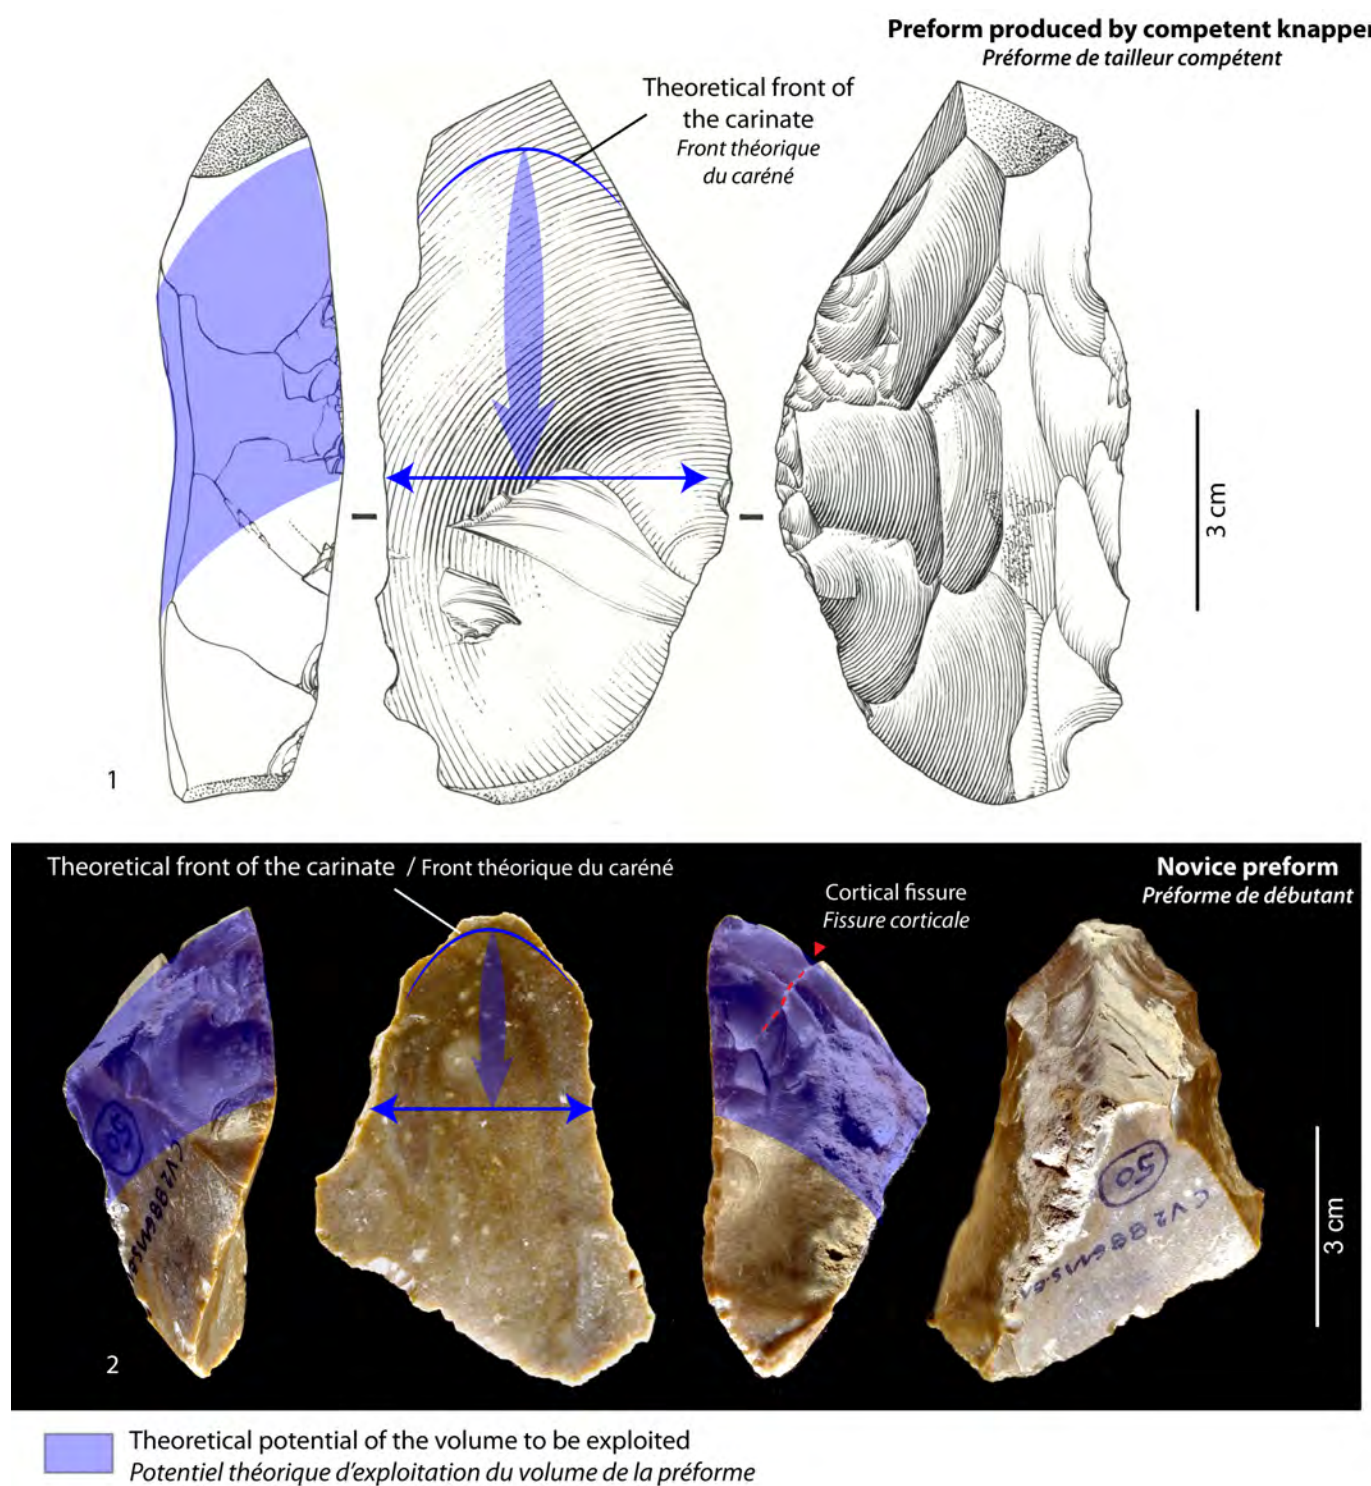 Preform produced by competent knapper
Préforme de tailleur compétent
Theoretical front of
the carinate
Front théorique
du caréné
3 cm
1
Theoretical front of the carinate / Front théorique du caréné
Novice preform
Préforme de débutant
Cortical fissure
Fissure corticale
50
50
3 cm
2
Theoretical potential of the volume to be exploited
Potentiel théorique d'exploitation du volume de la préforme